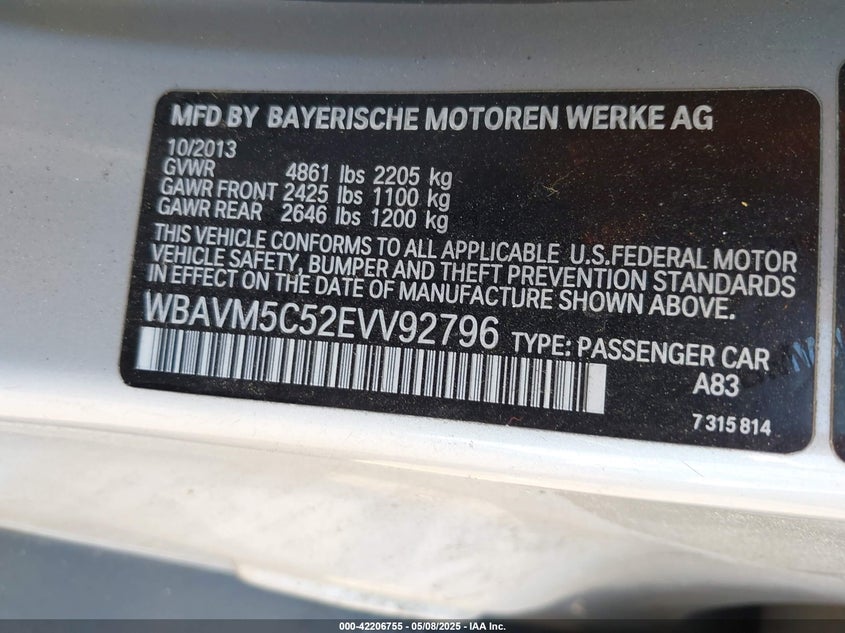 MFD BY BAYERISCHE MOTOREN WERKE AG
10/2013
GVWR 4861 lbs 2205 kg
GAWR FRONT 2425 lbs 1100 kg
GAWR REAR 2646 lbs 1200 kg
THIS VEHICLE CONFORMS TO ALL APPLICABLE U.S.FEDERAL MOTOR
VEHICLE SAFETY, BUMPER AND THEFT PREVENTION STANDARDS
IN EFFECT ON THE DATE OF MANUFACTURE SHOWN ABOVE.
WBAVM5C52EVV92796 TYPE: PASSENGER CAR
A83
7 315 814
000-42206755 - 05/08/2025 - IAA Inc.